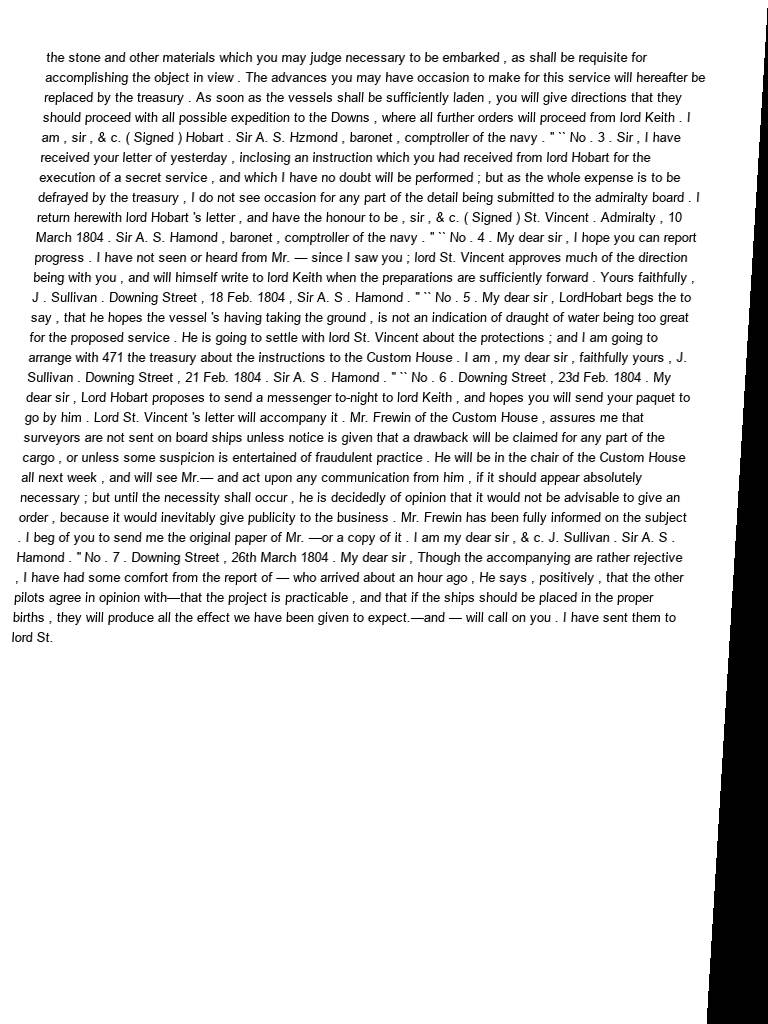 the stone and other materials which you may judge necessary to be embarked , as shall be requisite for
accomplishing the object in view . The advances you may have occasion to make for this service will hereafter be
replaced by the treasury . As soon as the vessels shall be sufficiently laden , you will give directions that they
should proceed with all possible expedition to the Downs , where all further orders will proceed from lord Keith . I
am , sir , & c. ( Signed ) Hobart . Sir A. S. Hzmond , baronet , comptroller of the navy . " `` No . 3 . Sir , I have
received your letter of yesterday , inclosing an instruction which you had received from lord Hobart for the
execution of a secret service , and which I have no doubt will be performed ; but as the whole expense is to be
defrayed by the treasury , I do not see occasion for any part of the detail being submitted to the admiralty board . I
return herewith lord Hobart 's letter , and have the honour to be , sir , & c. ( Signed ) St. Vincent . Admiralty , 10
March 1804 . Sir A. S. Hamond , baronet , comptroller of the navy . " `` No . 4 . My dear sir , I hope you can report
progress . I have not seen or heard from Mr. — since I saw you ; lord St. Vincent approves much of the direction
being with you , and will himself write to lord Keith when the preparations are sufficiently forward . Yours faithfully ,
J . Sullivan . Downing Street , 18 Feb. 1804 , Sir A. S . Hamond . " `` No . 5 . My dear sir , LordHobart begs the to
say , that he hopes the vessel 's having taken the ground , is not an indication of draught of water being too great
for the proposed service . He is going to settle with lord St. Vincent about the protections ; and I am going to
arrange with 471 the treasury about the instructions to the Custom House . I am , my dear sir , faithfully yours , J.
Sullivan . Downing Street , 21 Feb. 1804 . Sir A. S . Hamond . " `` No . 6 . Downing Street , 23d Feb. 1804 . My
dear sir , Lord Hobart proposes to send a messenger to-night to lord Keith , and hopes you will send your paquet to
go by him . Lord St. Vincent 's letter will accompany it . Mr. Frewin of the Custom House , assures me that
surveyors are not sent on board ships unless notice is given that a drawback will be claimed for any part of the
cargo , or unless some suspicion is entertained of fraudulent practice . He will be in the chair of the Custom House
all next week , and will see Mr.— and act upon any communication from him , if it should appear absolutely
necessary ; but until the necessity shall occur , he is decidedly of opinion that it would not be advisable to give an
order , because it would inevitably give publicity to the business . Mr. Frewin has been fully informed on the subject
. I beg of you to send me the original paper of Mr. —or a copy of it . I am my dear sir , & c. J. Sullivan . Sir A. S .
Hamond . " No . 7 . Downing Street , 26th March 1804 . My dear sir , Though the accompanying are rather rejective
, I have had some comfort from the report of — who arrived about an hour ago , He says , positively , that the other
pilots agree in opinion with—that the project is practicable , and that if the ships should be placed in the proper
births , they will produce all the effect we have been given to expect.—and — will call on you . I have sent them to
lord St.